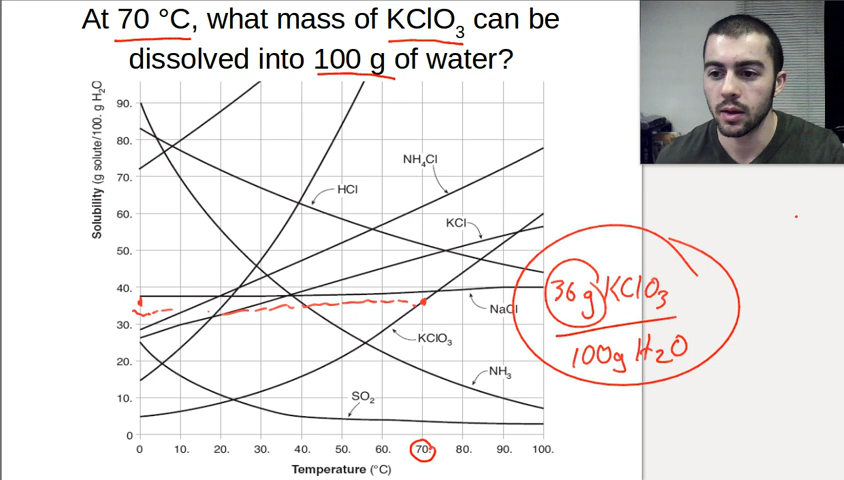 At 70 °C, what mass of KClO3 can be
dissolved into 100 g of water?
Solubility (g solute/100. g H2O
90.
80.
70.
60.
50.
40.
30.
20.
10.
0
NH4Cl
HCl
KCl
NaCl
KClO3
NH3
SO2
0 10. 20. 30. 40. 50. 60. 70. 80. 90. 100.
Temperature (°C)
36 g KClO3
100g H2O